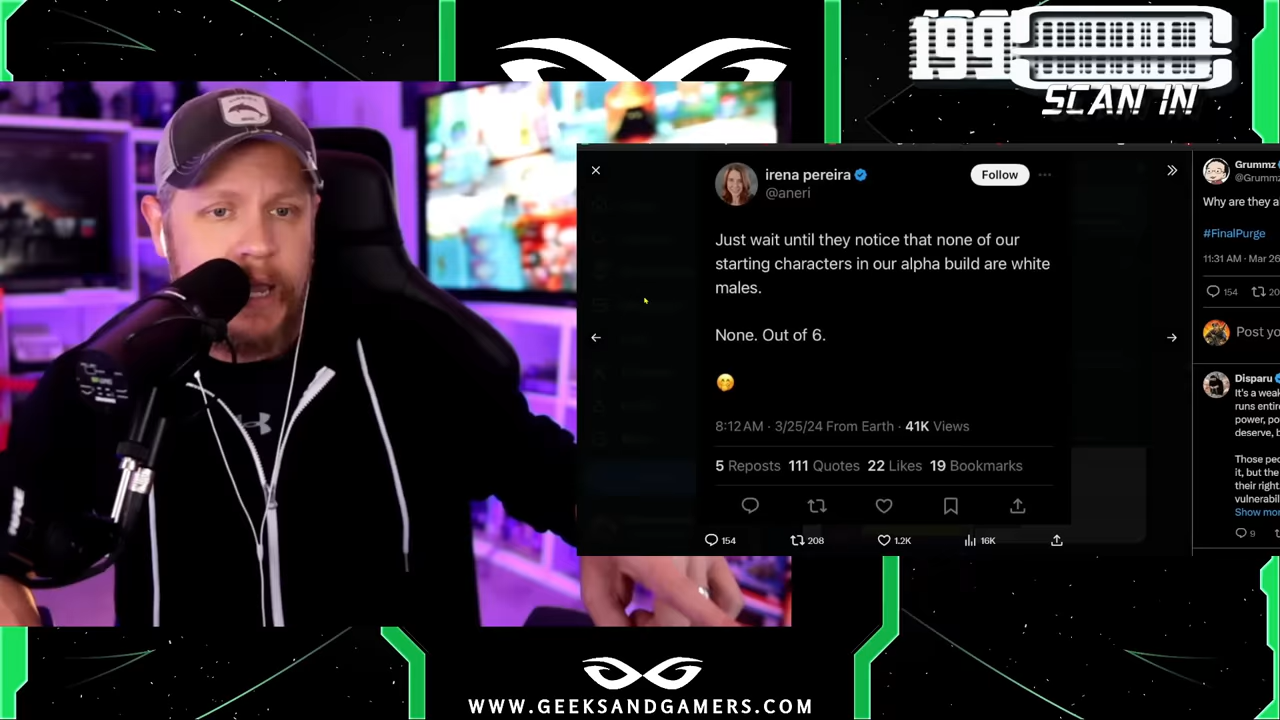 199
SCAN IN
irena pereira
@aneri
Follow
Just wait until they notice that none of our
starting characters in our alpha build are white
males.
None. Out of 6.
🤭
8:12 AM · 3/25/24 From Earth · 41K Views
5 Reposts 111 Quotes 22 Likes 19 Bookmarks
154 208 1.2K 16K
Grummz
@Grummz
Why are they a
#FinalPurge
11:31 AM · Mar 26
154 20
Post yo
Disparu
It's a weak
runs entire
power, po
deserve, b
Those peo
it, but the
their right.
vulnerabil
Show mor
9
WWW.GEEKSANDGAMERS.COM